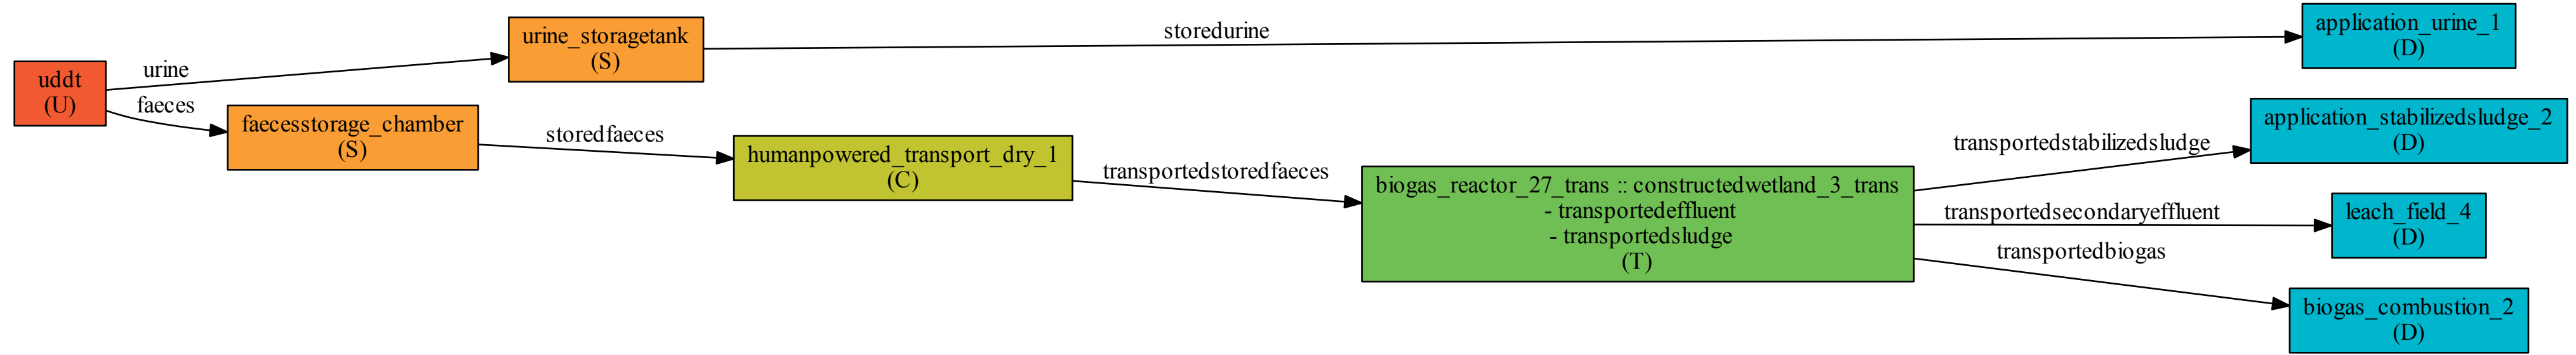 uddt
(U)
urine
faeces
urine_storagetank
(S)
faecesstorage_chamber
(S)
storedurine
storedfaeces
humanpowered_transport_dry_1
(C)
transportedstoredfaeces
biogas_reactor_27_trans :: constructedwetland_3_trans
- transportedeffluent
- transportedsludge
(T)
transportedstabilizedsludge
transportedsecondaryeffluent
transportedbiogas
application_urine_1
(D)
application_stabilizedsludge_2
(D)
leach_field_4
(D)
biogas_combustion_2
(D)